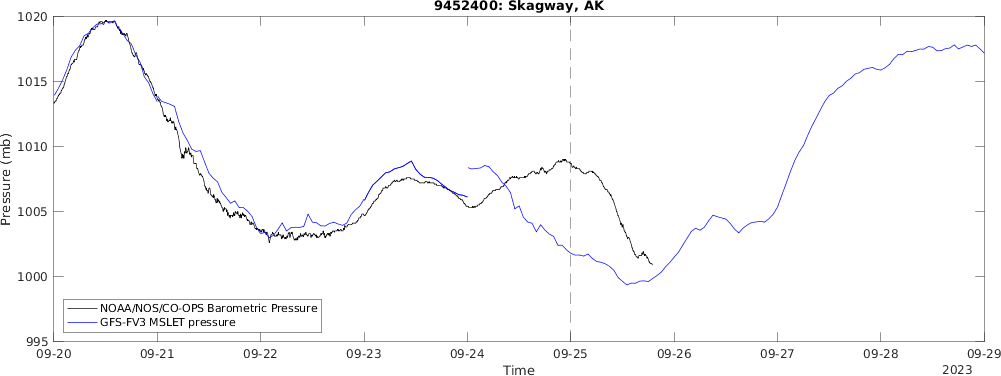 9452400: Skagway, AK
Pressure (mb)
1020
1015
1010
1005
1000
995
NOAA/NOS/CO-OPS Barometric Pressure
GFS-FV3 MSLET pressure
09-20 09-21 09-22 09-23 09-24 09-25 09-26 09-27 09-28 09-29
Time
2023